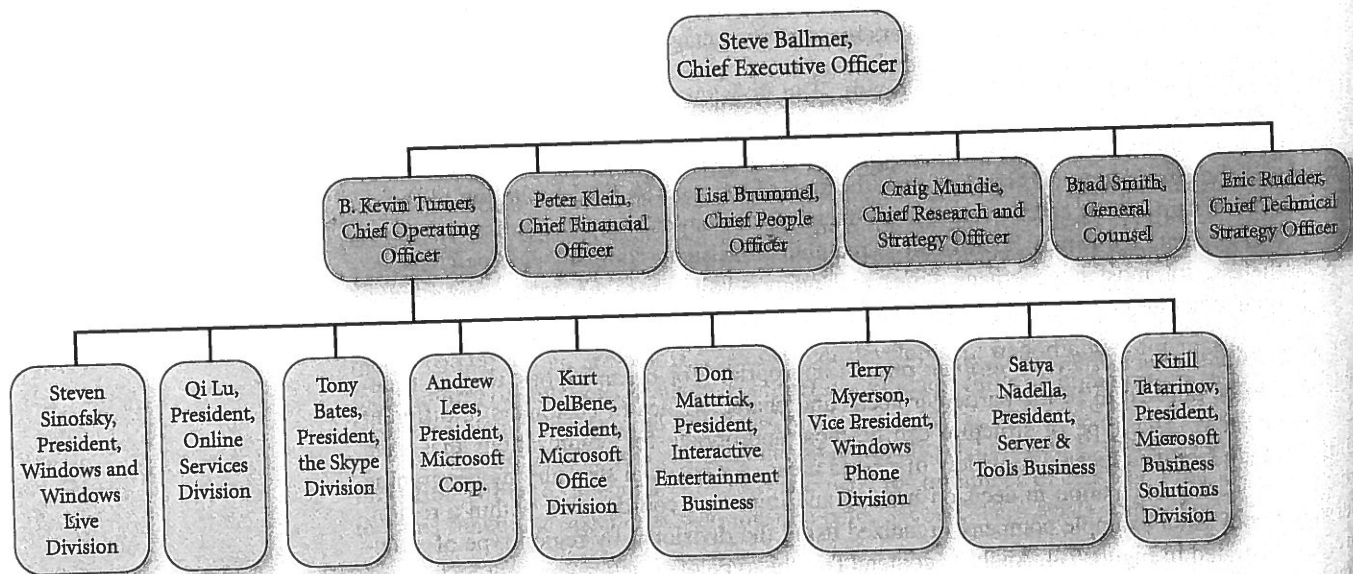 Steve Ballmer,
Chief Executive Officer
B. Kevin Turner,
Chief Operating
Officer
Peter Klein,
Chief Financial
Officer
Lisa Brummel,
Chief People
Officer
Craig Mundie,
Chief Research and
Strategy Officer
Brad Smith,
General
Counsel
Eric Rudder,
Chief Technical
Strategy Officer
Steven
Sinofsky,
President,
Windows and
Windows
Live
Division
Qi Lu,
President,
Online
Services
Division
Tony
Bates,
President,
the Skype
Division
Andrew
Lees,
President,
Microsoft
Corp.
Kurt
DelBene,
President,
Microsoft
Office
Division
Don
Mattrick,
President,
Interactive
Entertainment
Business
Terry
Myerson,
Vice President,
Windows
Phone
Division
Satya
Nadella,
President,
Server &
Tools Business
Kirill
Tatarinov,
President,
Microsoft
Business
Solutions
Division